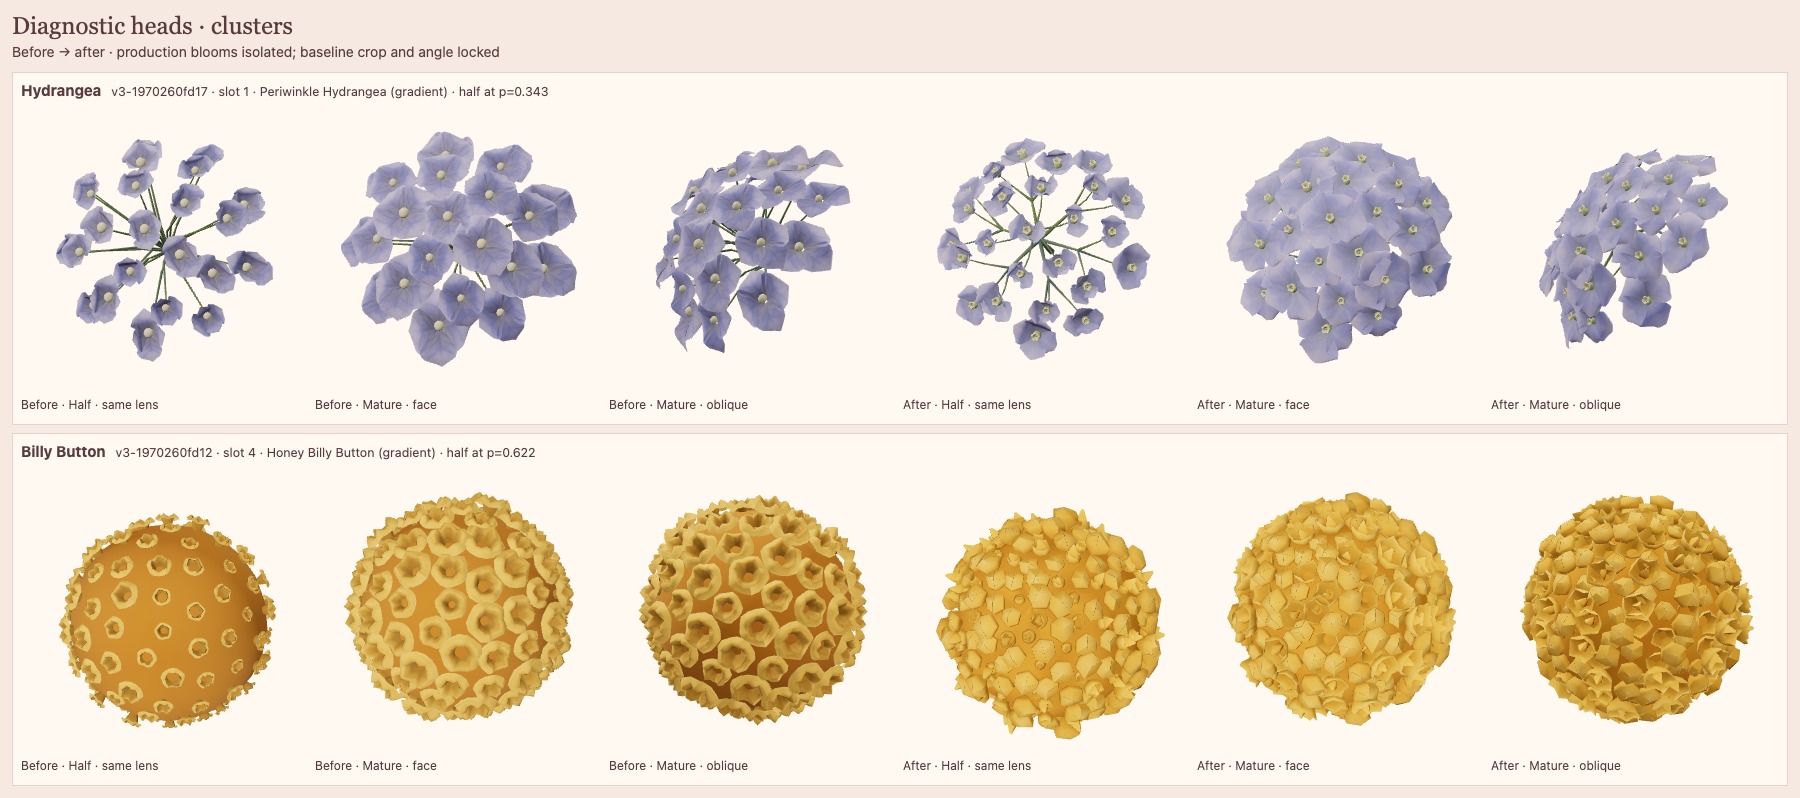 Diagnostic heads · clusters
Before → after · production blooms isolated; baseline crop and angle locked
Hydrangea v3-1970260fd17 · slot 1 · Periwinkle Hydrangea (gradient) · half at p=0.343
Before · Half · same lens
Before · Mature · face
Before · Mature · oblique
After · Half · same lens
After · Mature · face
After · Mature · oblique
Billy Button v3-1970260fd12 · slot 4 · Honey Billy Button (gradient) · half at p=0.622
Before · Half · same lens
Before · Mature · face
Before · Mature · oblique
After · Half · same lens
After · Mature · face
After · Mature · oblique